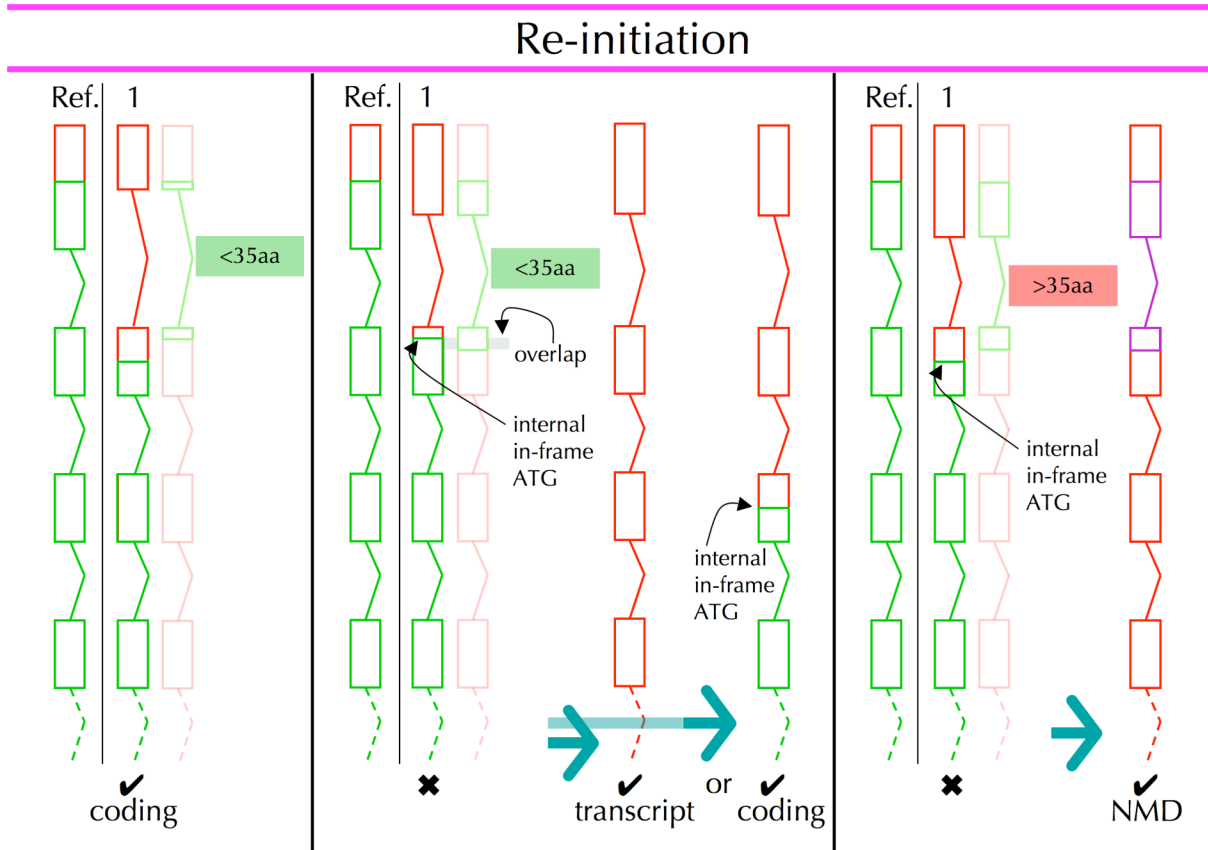 Re-initiation
Ref. 1
<35aa
✔
coding
Ref. 1
<35aa
overlap
internal
in-frame
ATG
internal
in-frame
ATG
✖
✔
transcript
or
✔
coding
Ref. 1
>35aa
internal
in-frame
ATG
✖
✔
NMD